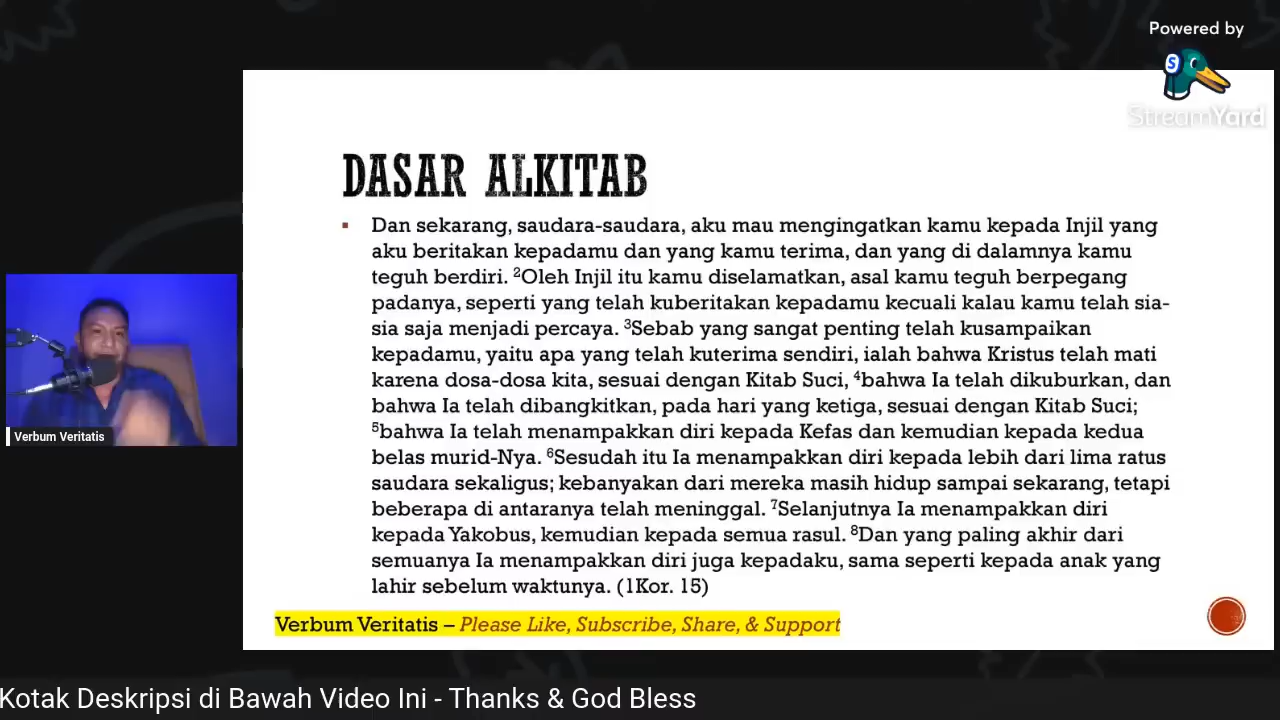 Powered by
StreamYard
DASAR ALKITAB
▪ Dan sekarang, saudara-saudara, aku mau mengingatkan kamu kepada Injil yang
aku beritakan kepadamu dan yang kamu terima, dan yang di dalamnya kamu
teguh berdiri. ²Oleh Injil itu kamu diselamatkan, asal kamu teguh berpegang
padanya, seperti yang telah kuberitakan kepadamu kecuali kalau kamu telah sia-
sia saja menjadi percaya. ³Sebab yang sangat penting telah kusampaikan
kepadamu, yaitu apa yang telah kuterima sendiri, ialah bahwa Kristus telah mati
karena dosa-dosa kita, sesuai dengan Kitab Suci, ⁴bahwa Ia telah dikuburkan, dan
bahwa Ia telah dibangkitkan, pada hari yang ketiga, sesuai dengan Kitab Suci;
⁵bahwa Ia telah menampakkan diri kepada Kefas dan kemudian kepada kedua
belas murid-Nya. ⁶Sesudah itu Ia menampakkan diri kepada lebih dari lima ratus
saudara sekaligus; kebanyakan dari mereka masih hidup sampai sekarang, tetapi
beberapa di antaranya telah meninggal. ⁷Selanjutnya Ia menampakkan diri
kepada Yakobus, kemudian kepada semua rasul. ⁸Dan yang paling akhir dari
semuanya Ia menampakkan diri juga kepadaku, sama seperti kepada anak yang
lahir sebelum waktunya. (1Kor. 15)
Verbum Veritatis
Verbum Veritatis – Please Like, Subscribe, Share, & Support
Kotak Deskripsi di Bawah Video Ini - Thanks & God Bless